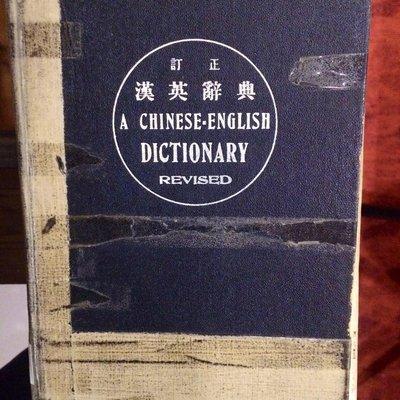 訂正
漢英辭典
A CHINESE-ENGLISH
DICTIONARY
REVISED